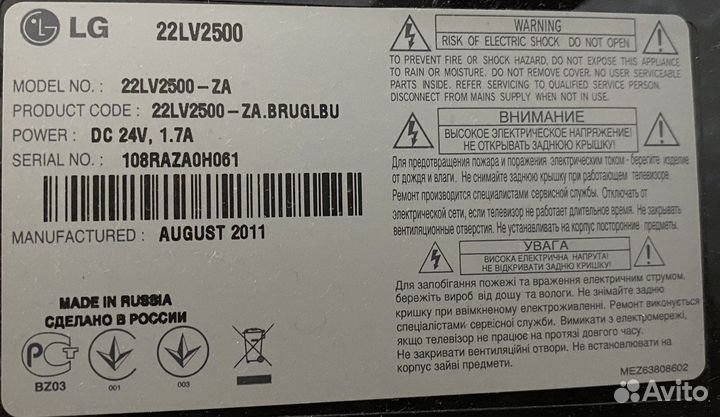 LG 22LV2500
MODEL NO. : 22LV2500-ZA
PRODUCT CODE : 22LV2500-ZA.BRUGLBU
POWER : DC 24V, 1.7A
SERIAL NO. : 108RAZA0H061
MANUFACTURED : AUGUST 2011
MADE IN RUSSIA
СДЕЛАНО В РОССИИ
РСТ
BZ03
001
003
WARNING
RISK OF ELECTRIC SHOCK DO NOT OPEN
TO PREVENT FIRE OR SHOCK HAZARD, DO NOT EXPOSE THIS APPLIANCE
TO RAIN OR MOISTURE. DO NOT REMOVE COVER. NO USER SERVICEABLE
PARTS INSIDE. REFER SERVICING TO QUALIFIED SERVICE PERSON.
DISCONNECT FROM MAINS SUPPLY WHEN NOT IN USE.
ВНИМАНИЕ
ВЫСОКОЕ ЭЛЕКТРИЧЕСКОЕ НАПРЯЖЕНИЕ!
НЕ ОТКРЫВАТЬ ЗАДНЮЮ КРЫШКУ!
Для предотвращения пожара и поражения электрическим током - берегите изделие
от дождя и влаги. Не снимайте заднюю крышку при работающем телевизоре.
Ремонт производится специалистами сервисной службы. Отключать от
электрической сети, если телевизор не работает длительное время. Не закрывать
вентиляционные отверстия. Не устанавливать на корпус посторонние предметы.
УВАГА
ВИСОКА ЕЛЕКТРИЧНА НАПРУГА!
НЕ ВІДКРИВАТИ ЗАДНЮ КРИШКУ!
Для запобігання пожежі та враження електричним струмом,
бережіть виріб від дощу та вологи. Не знімайте задню
кришку при ввімкненому електроживленні. Ремонт виконується
спеціалістами сервісної служби. Вимикати з електромережі,
якщо телевізор не працює на протязі довгого часу.
Не закривати вентиляційні отвори. Не накривати на
корпус зайві предмети.
MEZ63808602
Avito